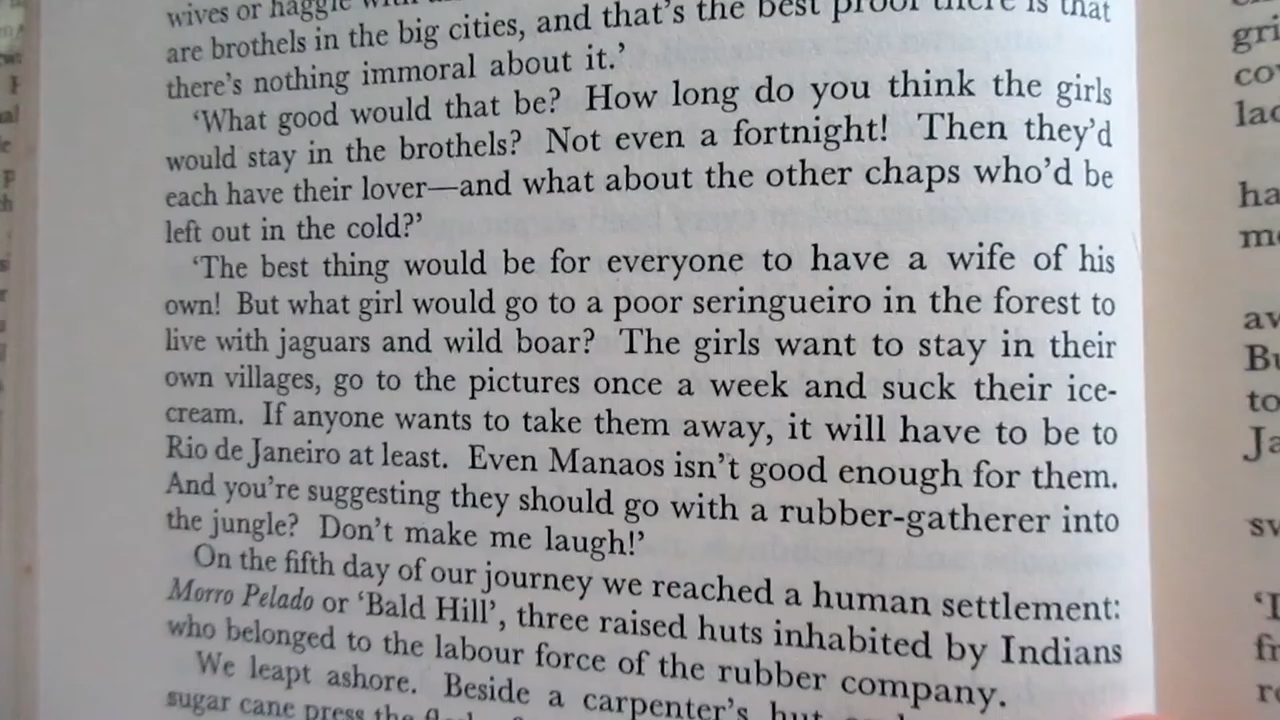 wives or haggle with
are brothels in the big cities, and that's the best proof there is that
there's nothing immoral about it.'
'What good would that be? How long do you think the girls
would stay in the brothels? Not even a fortnight! Then they'd
each have their lover—and what about the other chaps who'd be
left out in the cold?'
'The best thing would be for everyone to have a wife of his
own! But what girl would go to a poor seringueiro in the forest to
live with jaguars and wild boar? The girls want to stay in their
own villages, go to the pictures once a week and suck their ice-
cream. If anyone wants to take them away, it will have to be to
Rio de Janeiro at least. Even Manaos isn't good enough for them.
And you're suggesting they should go with a rubber-gatherer into
the jungle? Don't make me laugh!'
On the fifth day of our journey we reached a human settlement:
Morro Pelado or 'Bald Hill', three raised huts inhabited by Indians
who belonged to the labour force of the rubber company.
We leapt ashore. Beside a carpenter's hut
sugar cane press the